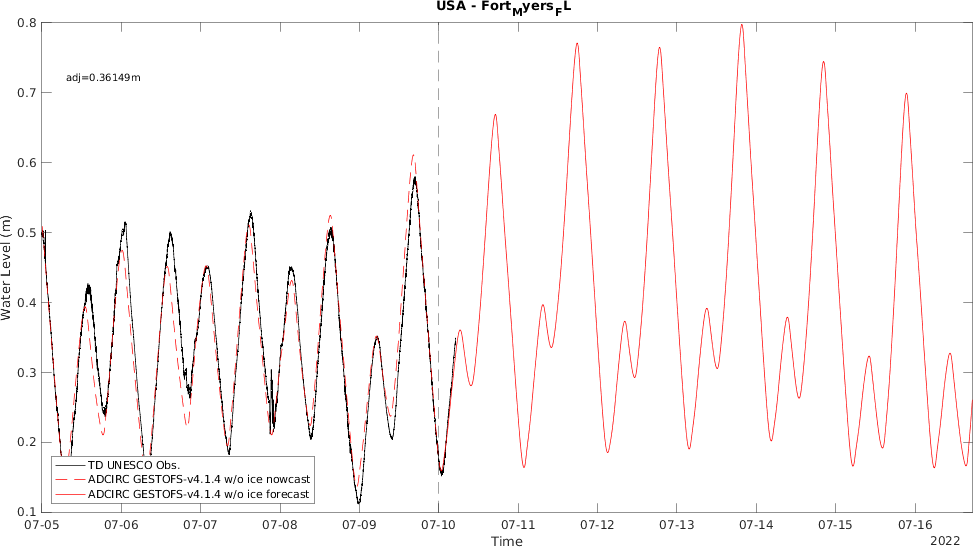 USA - FortMyersFL
adj=0.36149m
Water Level (m)
0.8
0.7
0.6
0.5
0.4
0.3
0.2
0.1
TD UNESCO Obs.
ADCIRC GESTOFS-v4.1.4 w/o ice nowcast
ADCIRC GESTOFS-v4.1.4 w/o ice forecast
07-05 07-06 07-07 07-08 07-09 07-10 07-11 07-12 07-13 07-14 07-15 07-16
Time
2022